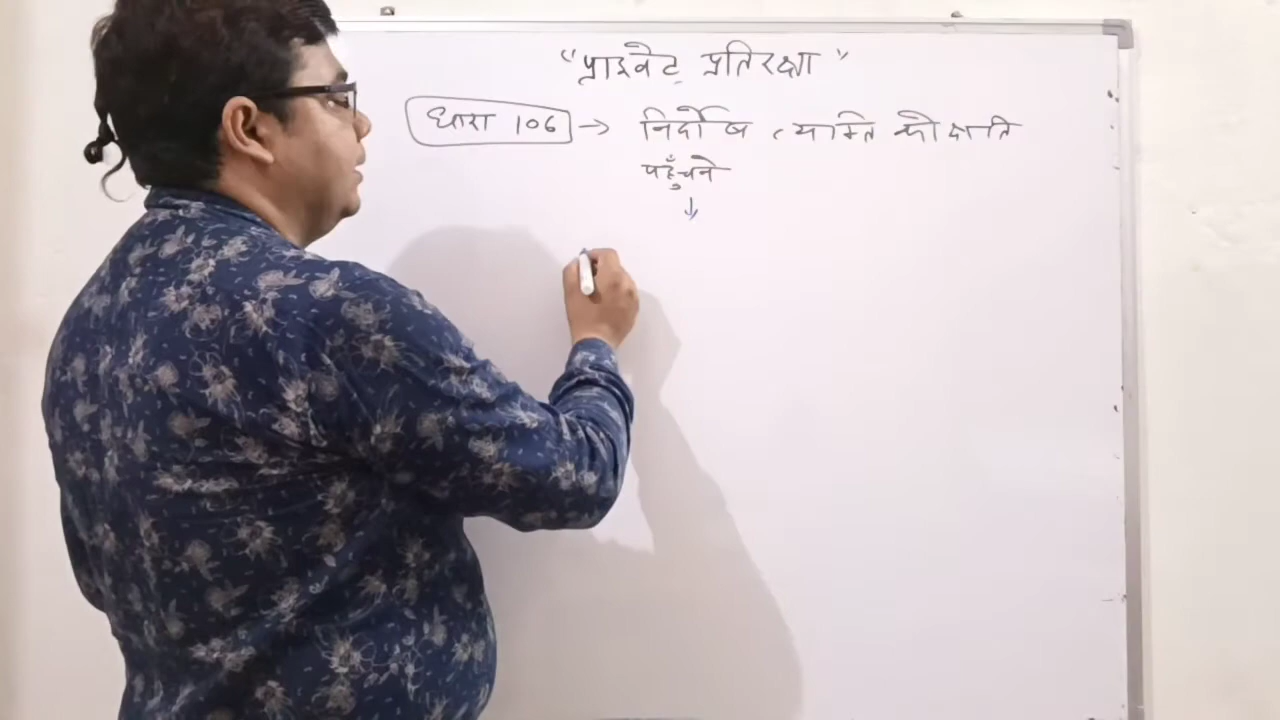 "प्राइवेट प्रतिरक्षा"
धारा 106 → निर्दोष व्यक्ति को क्षति
पहुँचने
↓